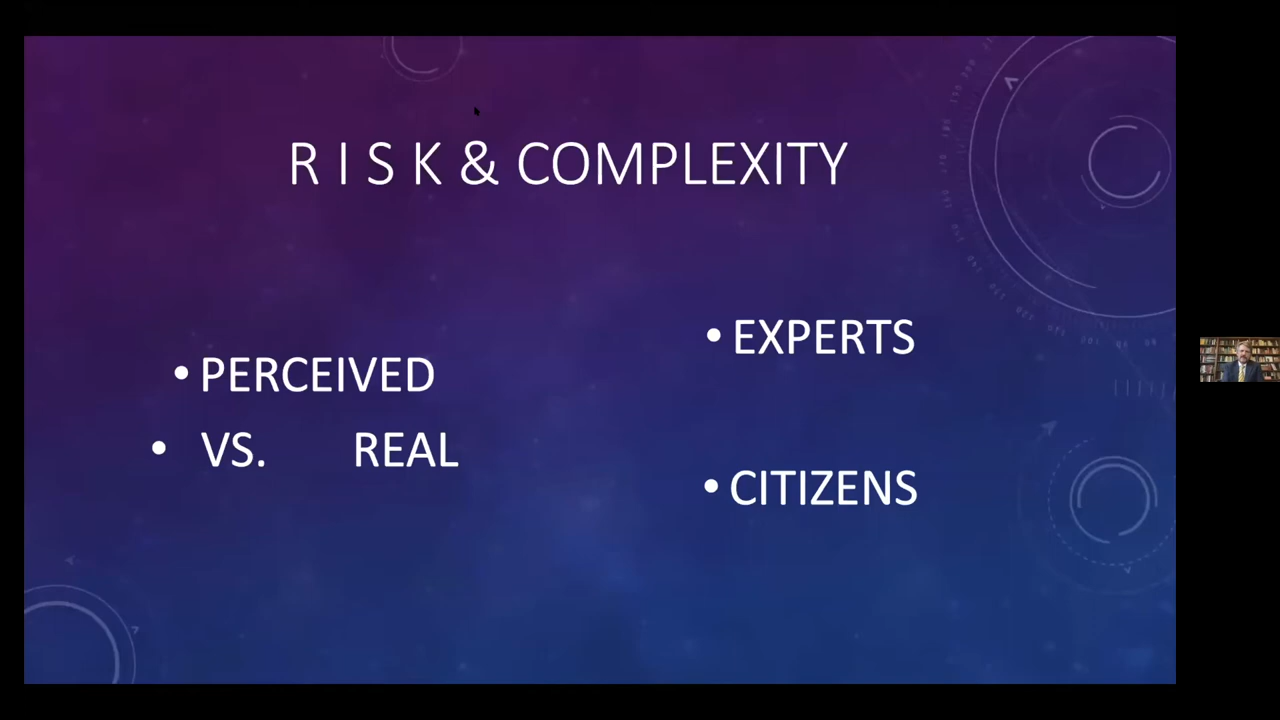 R I S K & COMPLEXITY
• PERCEIVED
• VS. REAL
• EXPERTS
• CITIZENS